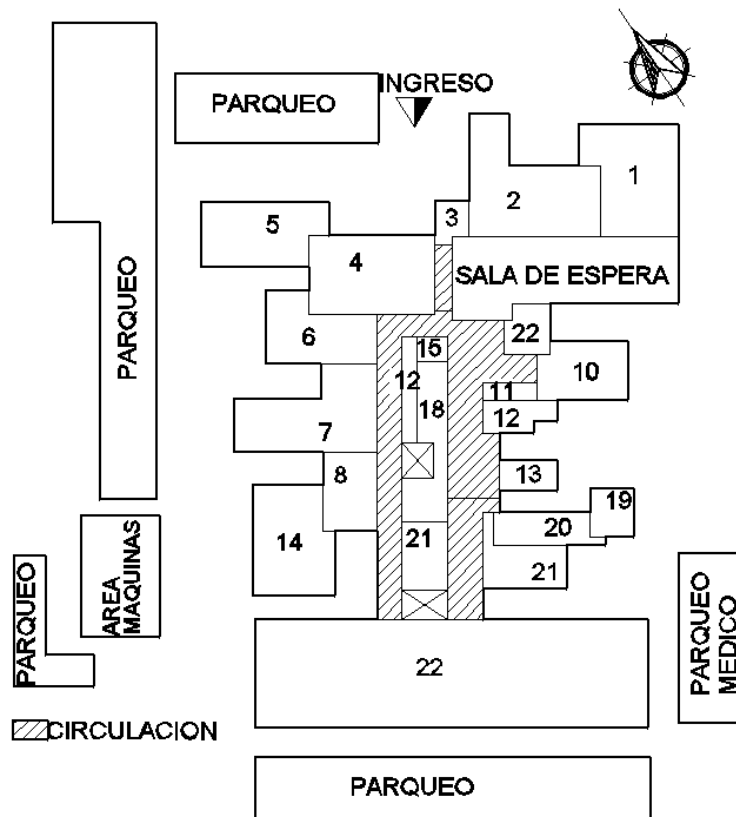 INGRESO
PARQUEO
1
2
3
5
4
SALA DE ESPERA
PARQUEO
6
22
15
10
12
11
18
12
7
8
13
19
14
21
20
21
AREA
MAQUINAS
PARQUEO
PARQUEO
MEDICO
22
CIRCULACION
PARQUEO